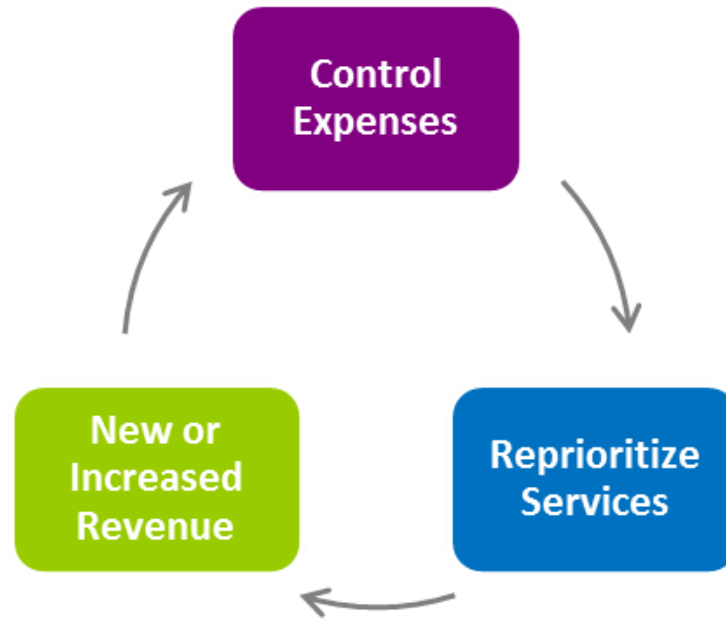 Control
Expenses
Reprioritize
Services
New or
Increased
Revenue